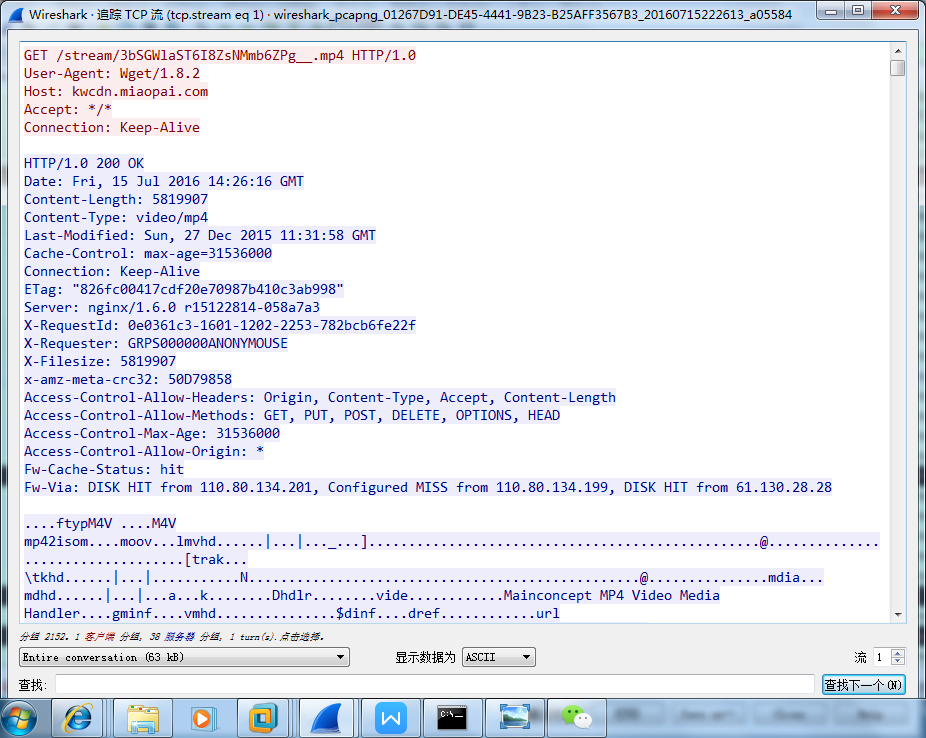 Wireshark · 追踪 TCP 流 (tcp.stream eq 1) · wireshark_pcapng_01267D91-DE45-4441-9B23-B25AFF3567B3_20160715222613_a05584
GET /stream/3bSGWlaST6I8ZsNMmb6ZPg__.mp4 HTTP/1.0
User-Agent: Wget/1.8.2
Host: kwcdn.miaopai.com
Accept: */*
Connection: Keep-Alive
HTTP/1.0 200 OK
Date: Fri, 15 Jul 2016 14:26:16 GMT
Content-Length: 5819907
Content-Type: video/mp4
Last-Modified: Sun, 27 Dec 2015 11:31:58 GMT
Cache-Control: max-age=31536000
Connection: Keep-Alive
ETag: "826fc00417cdf20e70987b410c3ab998"
Server: nginx/1.6.0 r15122814-058a7a3
X-RequestId: 0e0361c3-1601-1202-2253-782bcb6fe22f
X-Requester: GRPS000000ANONYMOUSE
X-Filesize: 5819907
x-amz-meta-crc32: 50D79858
Access-Control-Allow-Headers: Origin, Content-Type, Accept, Content-Length
Access-Control-Allow-Methods: GET, PUT, POST, DELETE, OPTIONS, HEAD
Access-Control-Max-Age: 31536000
Access-Control-Allow-Origin: *
Fw-Cache-Status: hit
Fw-Via: DISK HIT from 110.80.134.201, Configured MISS from 110.80.134.199, DISK HIT from 61.130.28.28
....ftypM4V ....M4V
mp42isom....moov...lmvhd......|...|..._...].................................................@..............
....................[trak...
\tkhd......|...|...........N.................................................@...............mdia...
mdhd......|...|...a...k........Dhdlr........vide............Mainconcept MP4 Video Media
Handler....gminf....vmhd...............$dinf....dref............url
分组 2152. 1 客户端 分组, 38 服务器 分组, 1 turn(s).点击选择.
Entire conversation (63 kB) 显示数据为 ASCII 流 1
查找: 查找下一个(N)